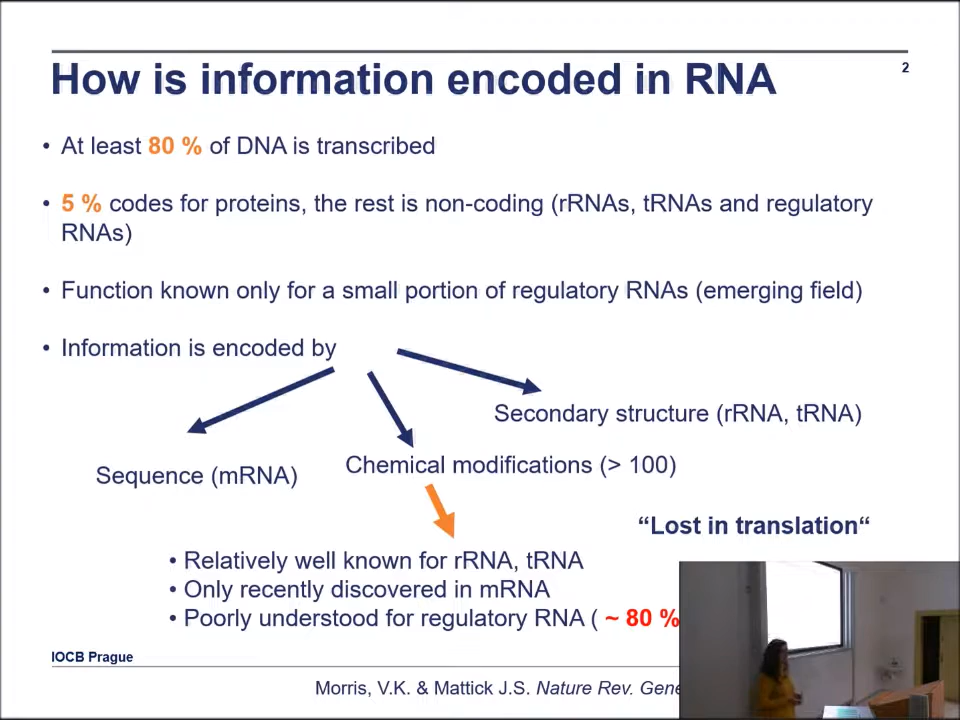 How is information encoded in RNA
2
• At least 80 % of DNA is transcribed
• 5 % codes for proteins, the rest is non-coding (rRNAs, tRNAs and regulatory
RNAs)
• Function known only for a small portion of regulatory RNAs (emerging field)
• Information is encoded by
Secondary structure (rRNA, tRNA)
Chemical modifications (> 100)
Sequence (mRNA)
“Lost in translation“
• Relatively well known for rRNA, tRNA
• Only recently discovered in mRNA
• Poorly understood for regulatory RNA ( ~ 80 %
IOCB Prague
Morris, V.K. & Mattick J.S. Nature Rev. Gene